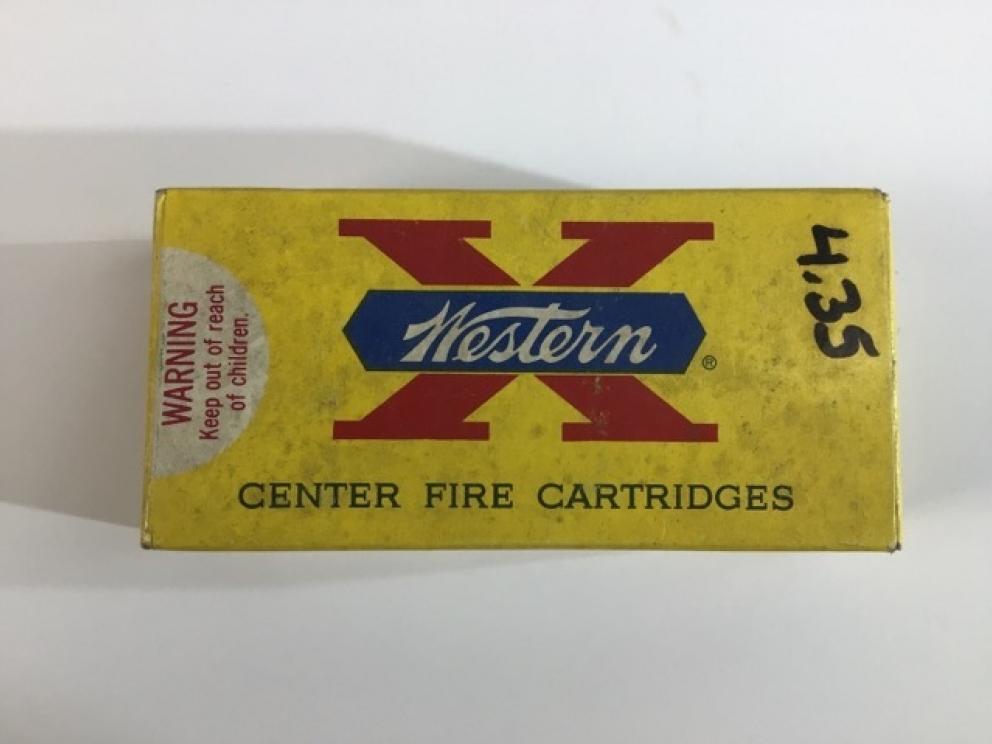 X
Western
®
CENTER FIRE CARTRIDGES
WARNING
Keep out of reach
of children.
4.35